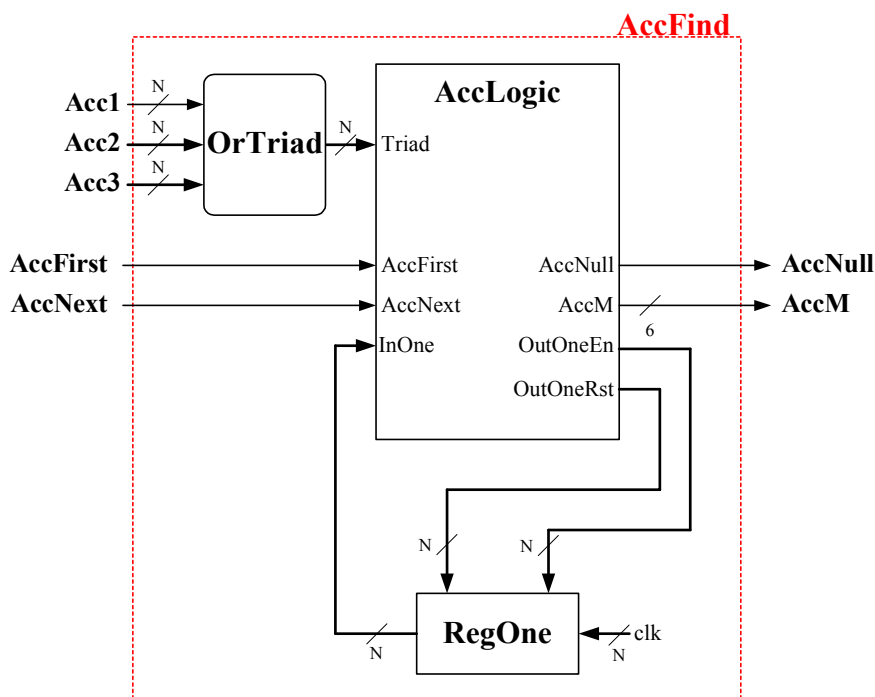 AccFind
AccLogic
N
Acc1
N
Acc2
OrTriad
N
Triad
N
Acc3
AccFirst
AccFirst
AccNull
AccNull
AccNext
AccNext
AccM
6
AccM
InOne
OutOneEn
OutOneRst
N
N
RegOne
clk
N
N